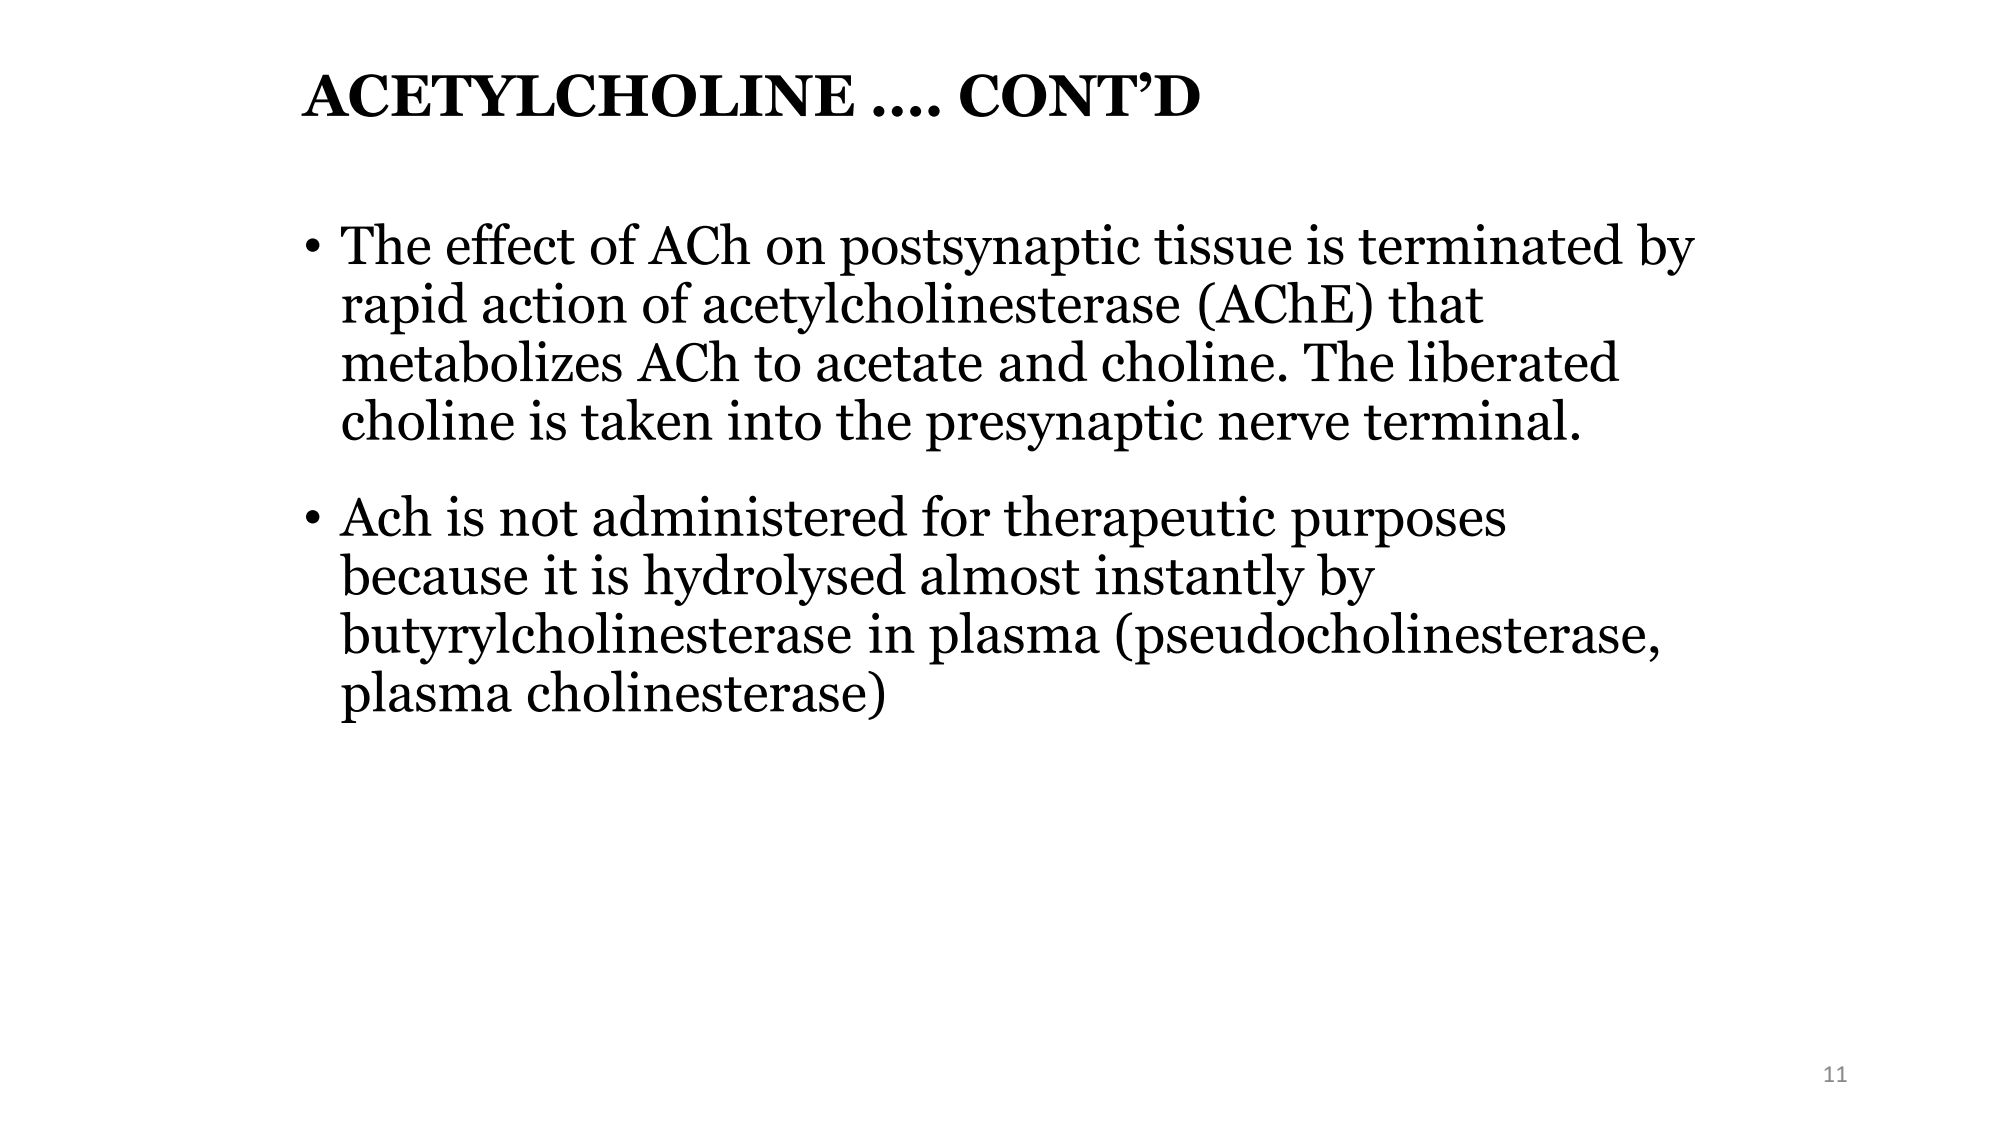 ACETYLCHOLINE .... CONT’D
• The effect of ACh on postsynaptic tissue is terminated by
rapid action of acetylcholinesterase (AChE) that
metabolizes ACh to acetate and choline. The liberated
choline is taken into the presynaptic nerve terminal.
• Ach is not administered for therapeutic purposes
because it is hydrolysed almost instantly by
butyrylcholinesterase in plasma (pseudocholinesterase,
plasma cholinesterase)
11